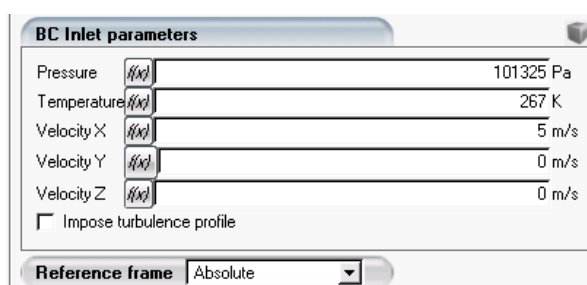 BC Inlet parameters
Pressure f(x) 101325 Pa
Temperature f(x) 267 K
Velocity X f(x) 5 m/s
Velocity Y f(x) 0 m/s
Velocity Z f(x) 0 m/s
Impose turbulence profile
Reference frame Absolute